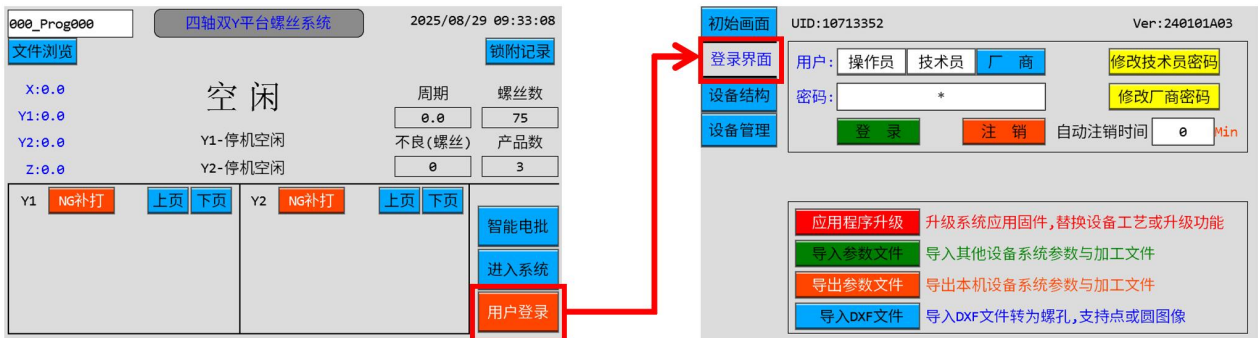 000_Prog000
四轴双Y平台螺丝系统
2025/08/29 09:33:08
文件浏览
锁附记录
X:0.0
Y1:0.0
Y2:0.0
Z:0.0
空 闲
Y1-停机空闲
Y2-停机空闲
周期
螺丝数
0.0
75
不良(螺丝)
产品数
0
3
Y1
NG补打
上页
下页
Y2
NG补打
上页
下页
智能电批
进入系统
用户登录
初始画面
登录界面
设备结构
设备管理
UID:10713352
Ver:240101A03
用户:
操作员
技术员
厂 商
修改技术员密码
密码:
*
修改厂商密码
登 录
注 销
自动注销时间
0
Min
应用程序升级
升级系统应用固件,替换设备工艺或升级功能
导入参数文件
导入其他设备系统参数与加工文件
导出参数文件
导出本机设备系统参数与加工文件
导入DXF文件
导入DXF文件转为螺孔,支持点或圆图像